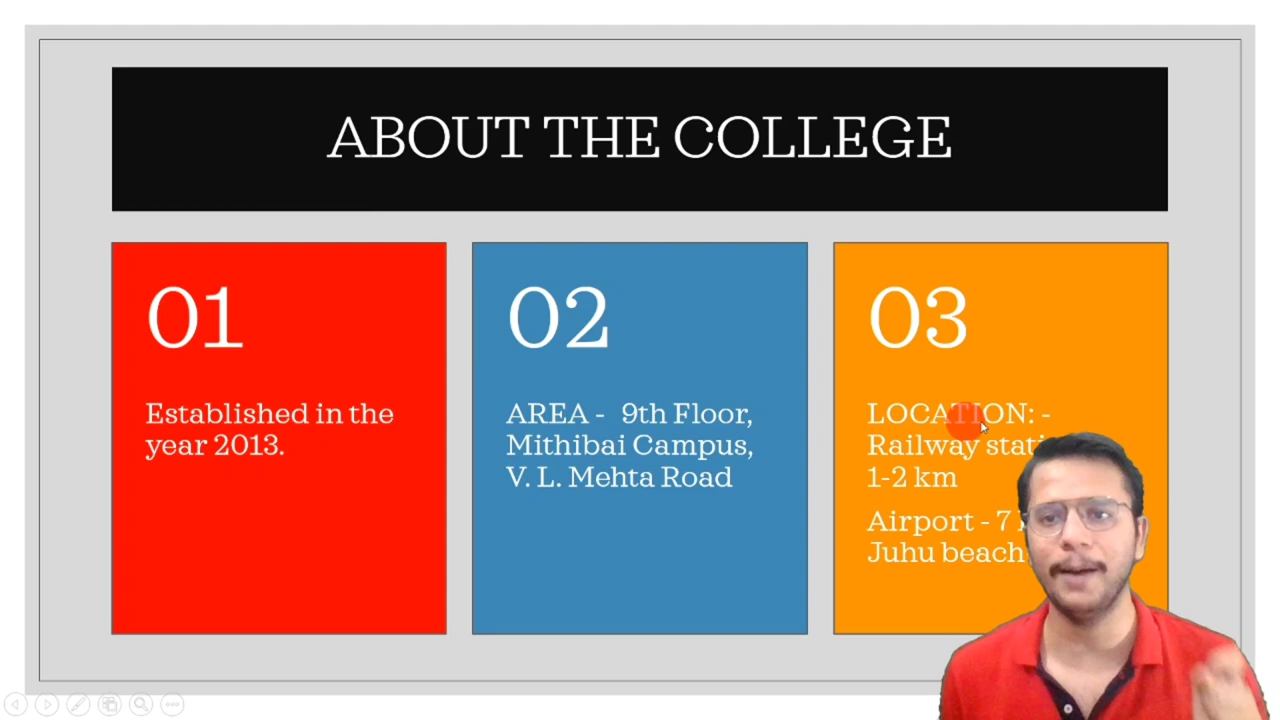 ABOUT THE COLLEGE
01
Established in the
year 2013.
02
AREA - 9th Floor,
Mithibai Campus,
V. L. Mehta Road
03
LOCATION: -
Railway
1-2 km
Airport - 7
Juhu beach